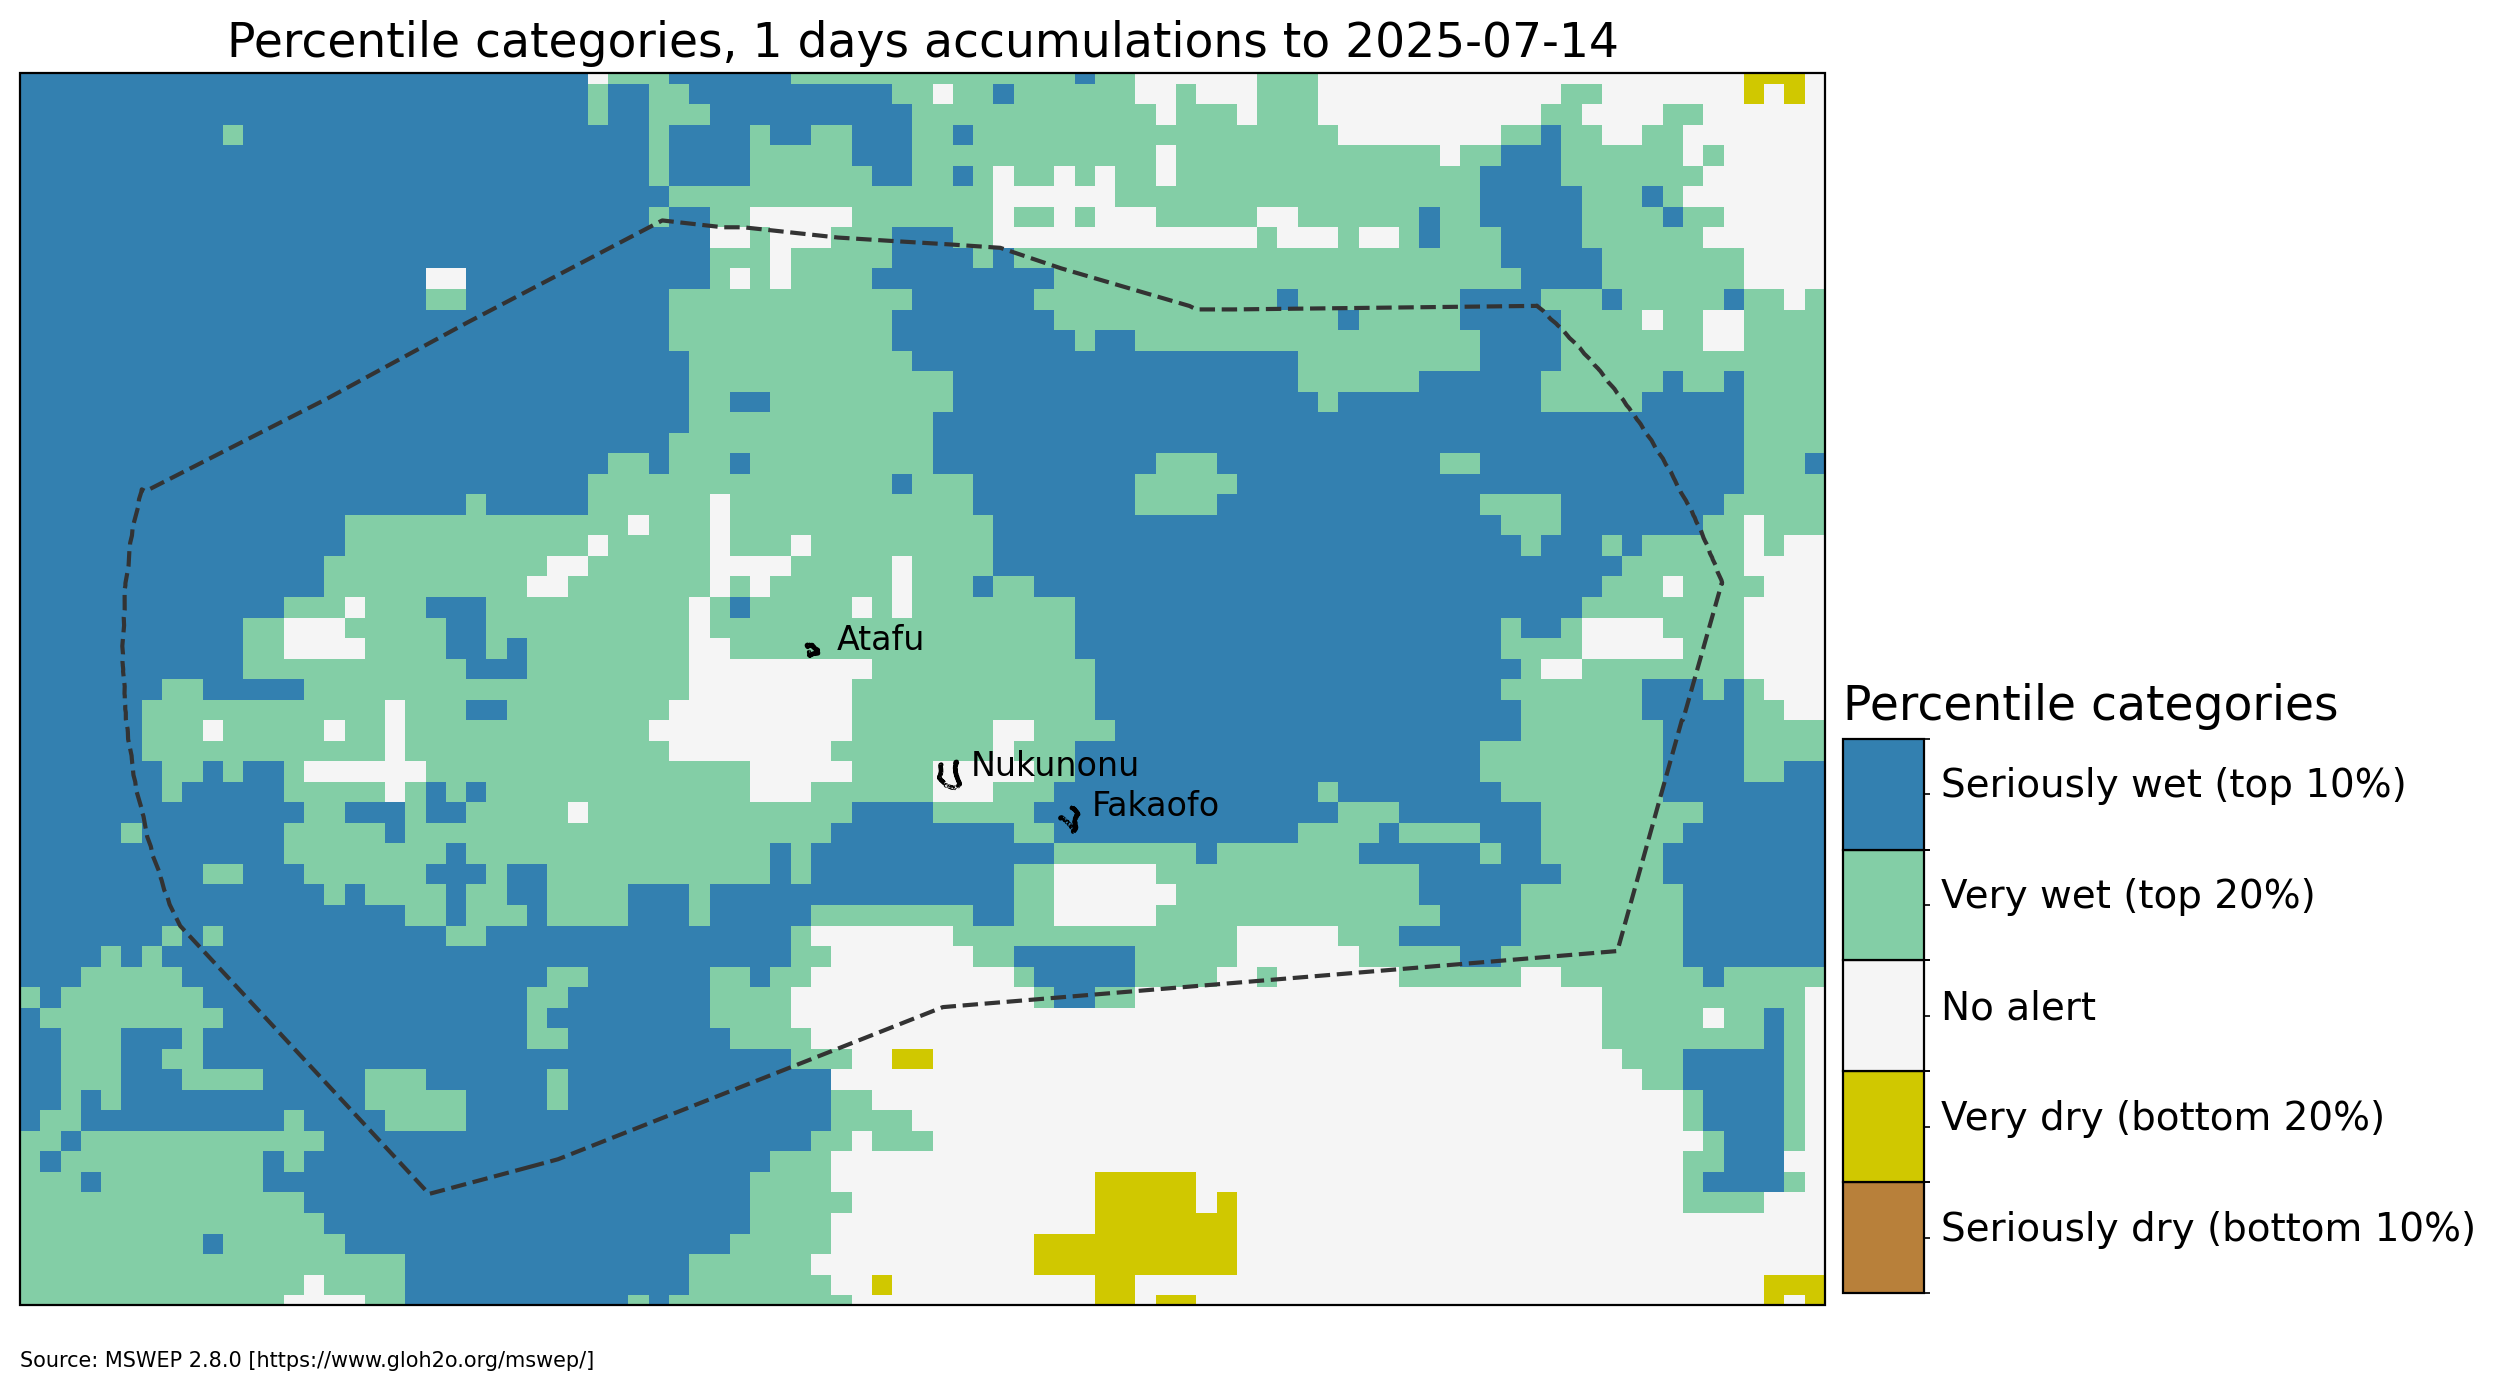 Percentile categories, 1 days accumulations to 2025-07-14
Atafu
Nukunonu
Fakaofo
Percentile categories
Seriously wet (top 10%)
Very wet (top 20%)
No alert
Very dry (bottom 20%)
Seriously dry (bottom 10%)
Source: MSWEP 2.8.0 [https://www.gloh2o.org/mswep/]